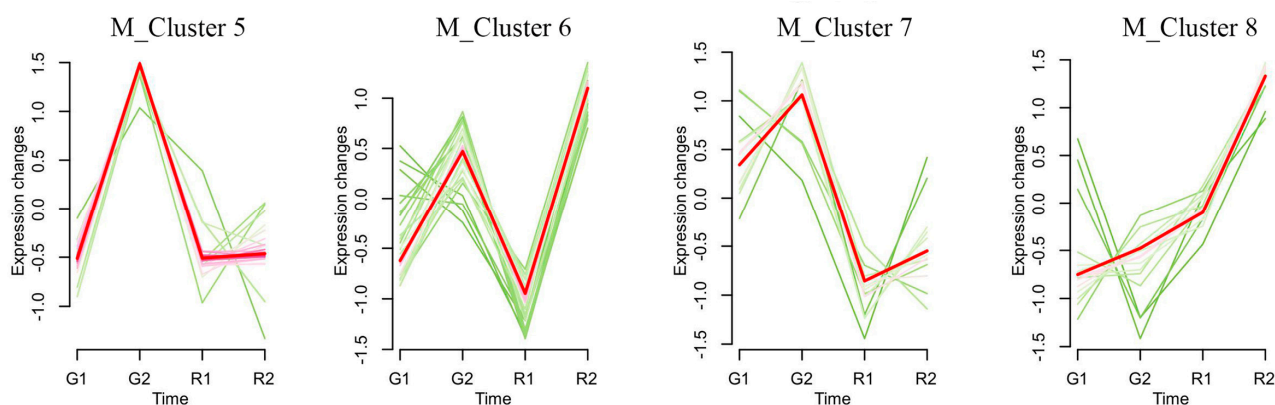 M_Cluster 5
Expression changes
1.5
1.0
0.5
0.0
-0.5
-1.0
G1 G2 R1 R2
Time
M_Cluster 6
Expression changes
1.0
0.5
0.0
-0.5
-1.0
G1 G2 R1 R2
Time
M_Cluster 7
Expression changes
1.5
1.0
0.5
0.0
-0.5
-1.0
-1.5
G1 G2 R1 R2
Time
M_Cluster 8
Expression changes
1.5
1.0
0.5
0.0
-0.5
-1.0
-1.5
G1 G2 R1 R2
Time